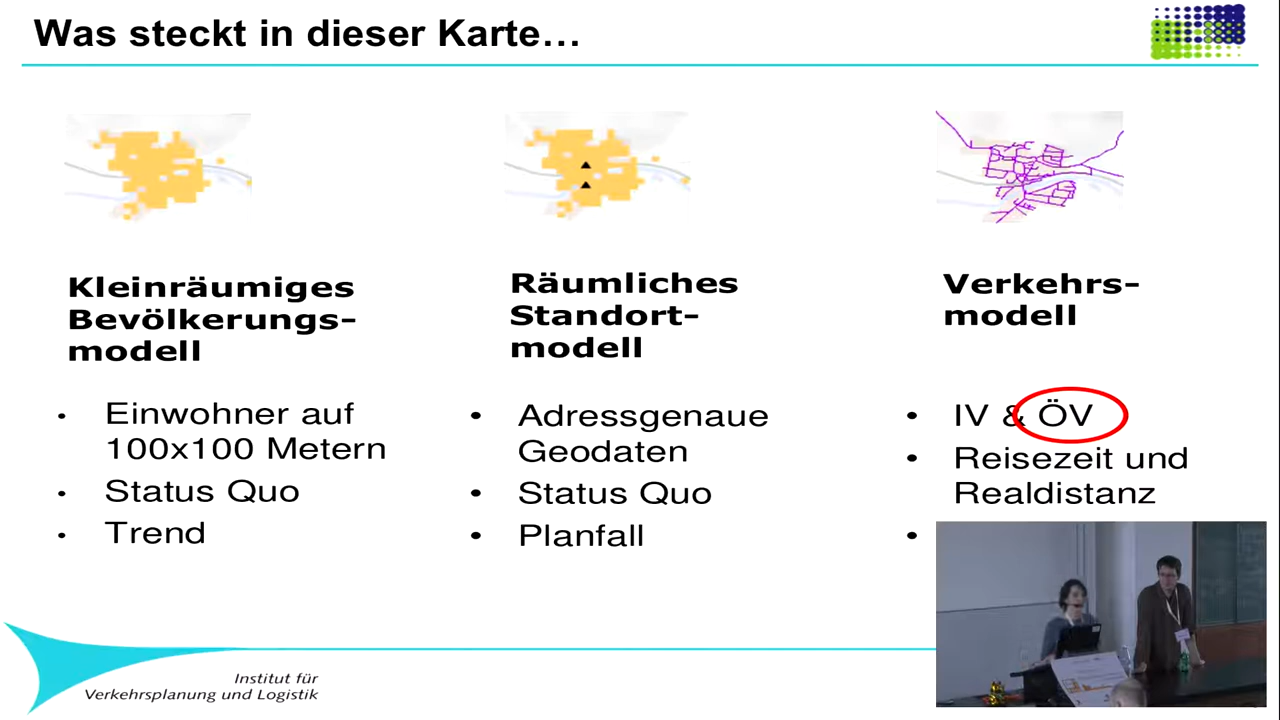 Was steckt in dieser Karte…
Kleinräumiges
Bevölkerungs-
modell
• Einwohner auf
100x100 Metern
• Status Quo
• Trend
Räumliches
Standort-
modell
• Adressgenaue
Geodaten
• Status Quo
• Planfall
Verkehrs-
modell
• IV & ÖV
• Reisezeit und
Realdistanz
•
Institut für
Verkehrsplanung und Logistik